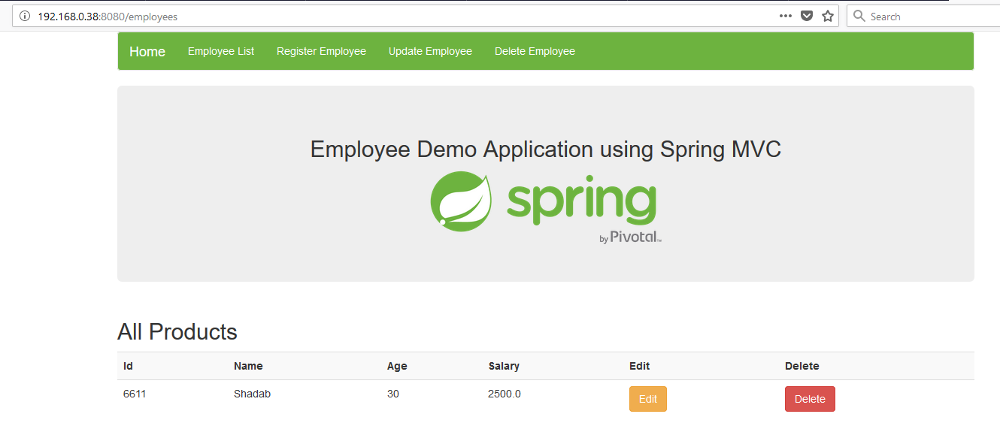 192.168.0.38:8080/employees
Search
Home Employee List Register Employee Update Employee Delete Employee
Employee Demo Application using Spring MVC
spring
by Pivotal™
All Products
Id Name Age Salary Edit Delete
6611 Shadab 30 2500.0 Edit Delete